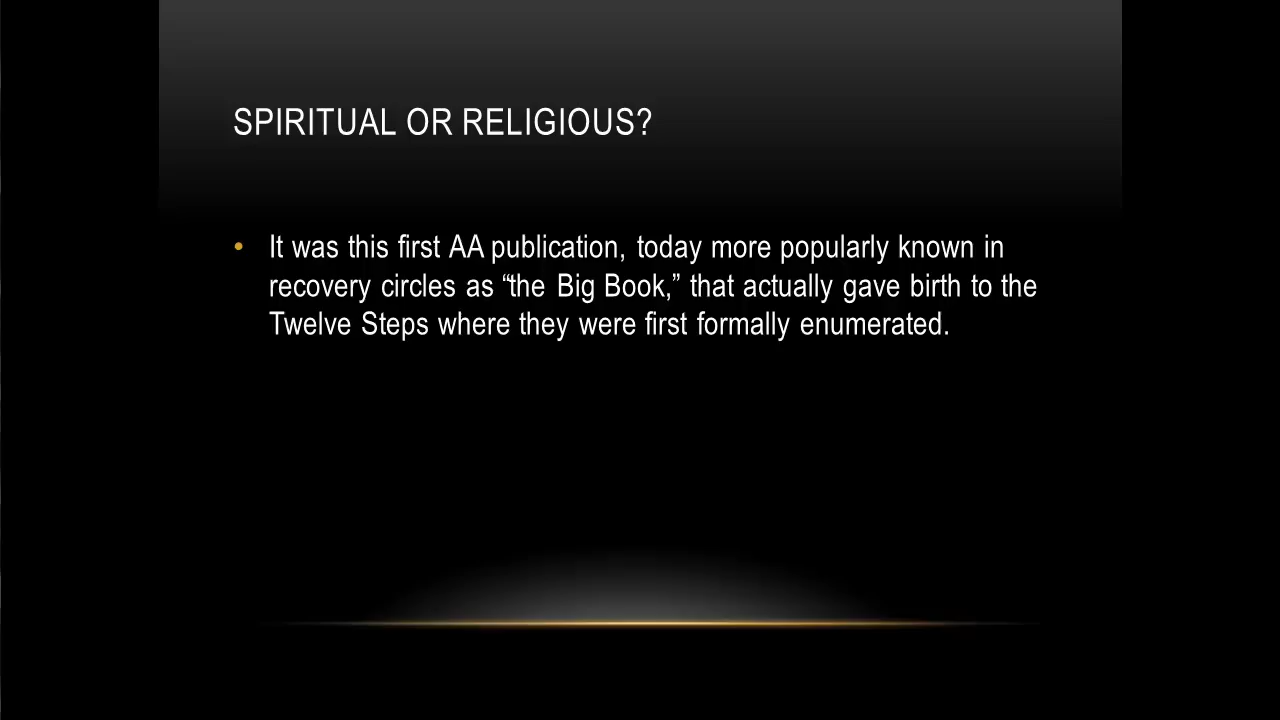 SPIRITUAL OR RELIGIOUS?
• It was this first AA publication, today more popularly known in
recovery circles as “the Big Book,” that actually gave birth to the
Twelve Steps where they were first formally enumerated.